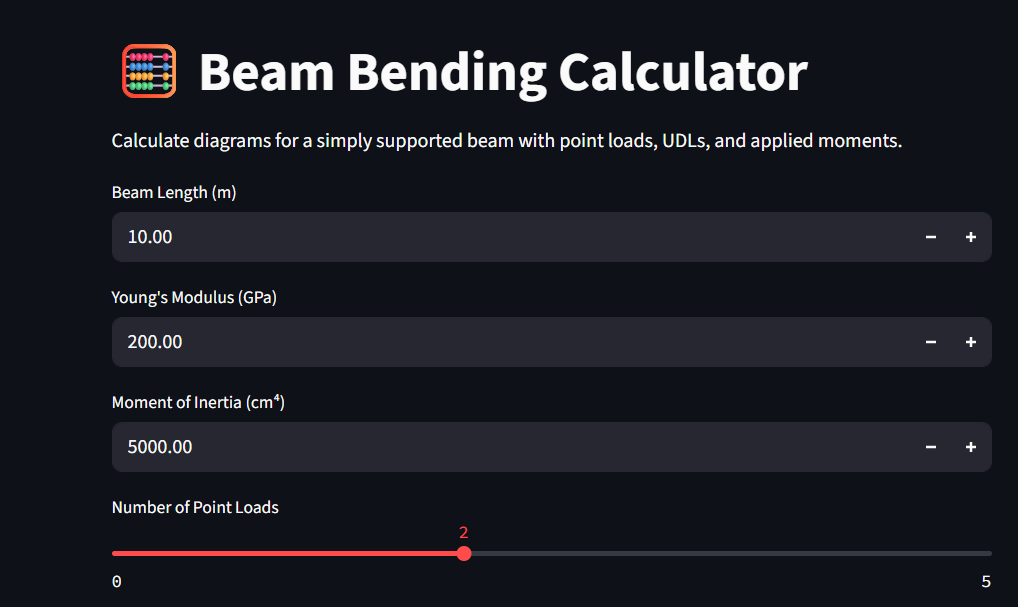 Beam Bending Calculator
Calculate diagrams for a simply supported beam with point loads, UDLs, and applied moments.
Beam Length (m)
10.00 − +
Young's Modulus (GPa)
200.00 − +
Moment of Inertia (cm⁴)
5000.00 − +
Number of Point Loads
2
0 5